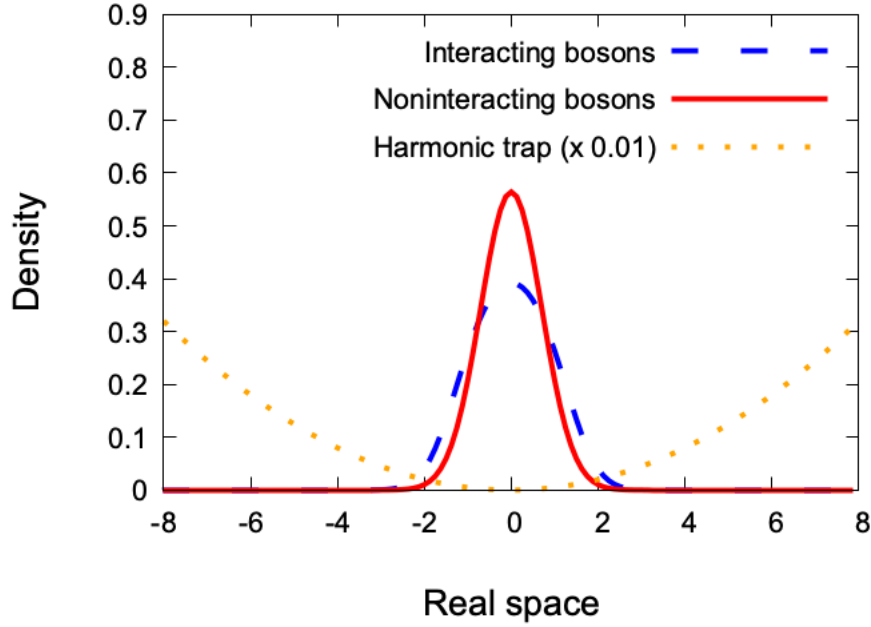 0.9
0.8
0.7
0.6
0.5
0.4
0.3
0.2
0.1
0
Density
Interacting bosons
Noninteracting bosons
Harmonic trap (x 0.01)
-8 -6 -4 -2 0 2 4 6 8
Real space